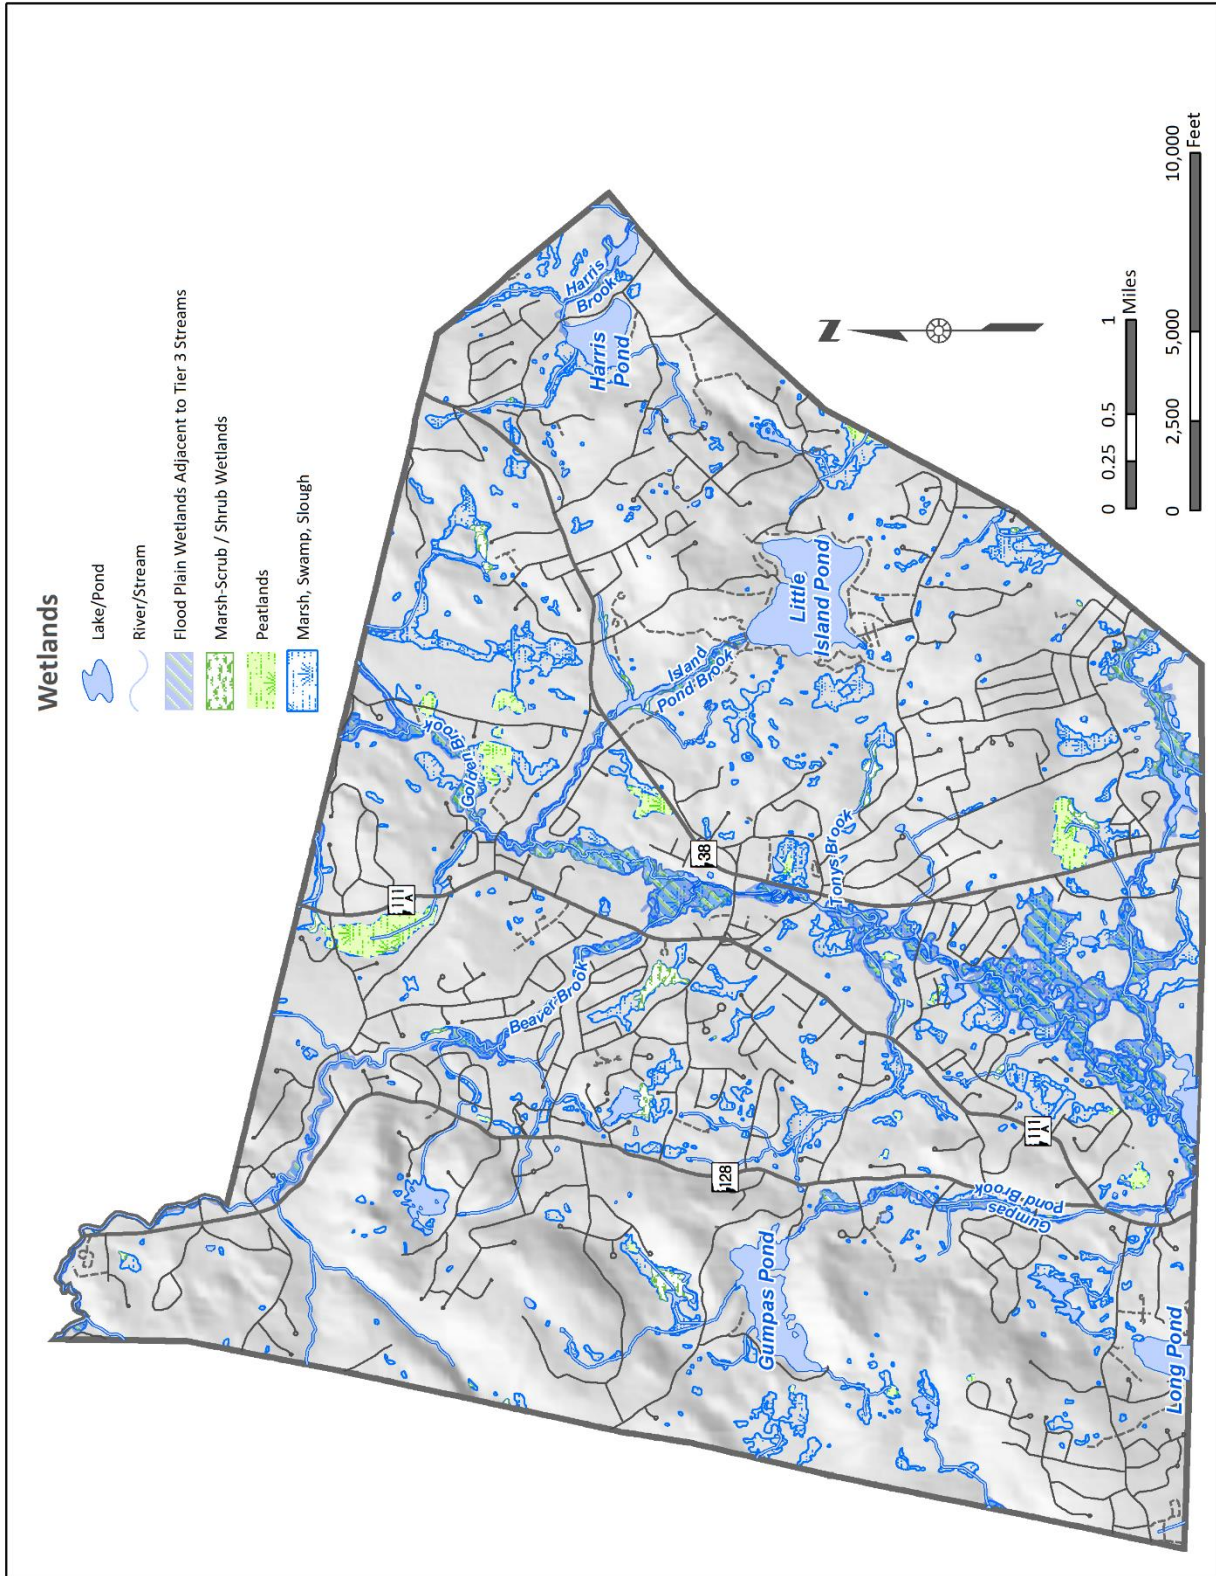 Wetlands
Lake/Pond
River/Stream
Flood Plain Wetlands Adjacent to Tier 3 Streams
Marsh-Scrub / Shrub Wetlands
Peatlands
Marsh, Swamp, Slough
Golden Brook
111
A
Beaver Brook
Harris
Brook
Harris
Pond
38
Island
Pond Brook
Little
Island Pond
Tonys Brook
128
Gumpas Pond
Gumpas
Pond Brook
111
A
Long Pond
N
0 0.25 0.5 1
Miles
0 2,500 5,000 10,000
Feet